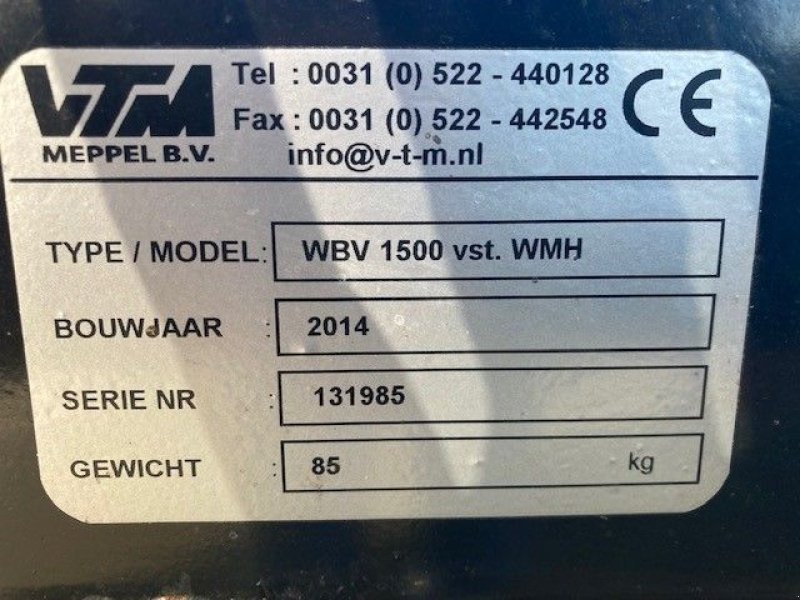 VTM
MEPPEL B.V.
Tel : 0031 (0) 522 - 440128
Fax : 0031 (0) 522 - 442548
info@v-t-m.nl
CE
TYPE / MODEL: WBV 1500 vst. WMH
BOUWJAAR : 2014
SERIE NR : 131985
GEWICHT : 85 kg